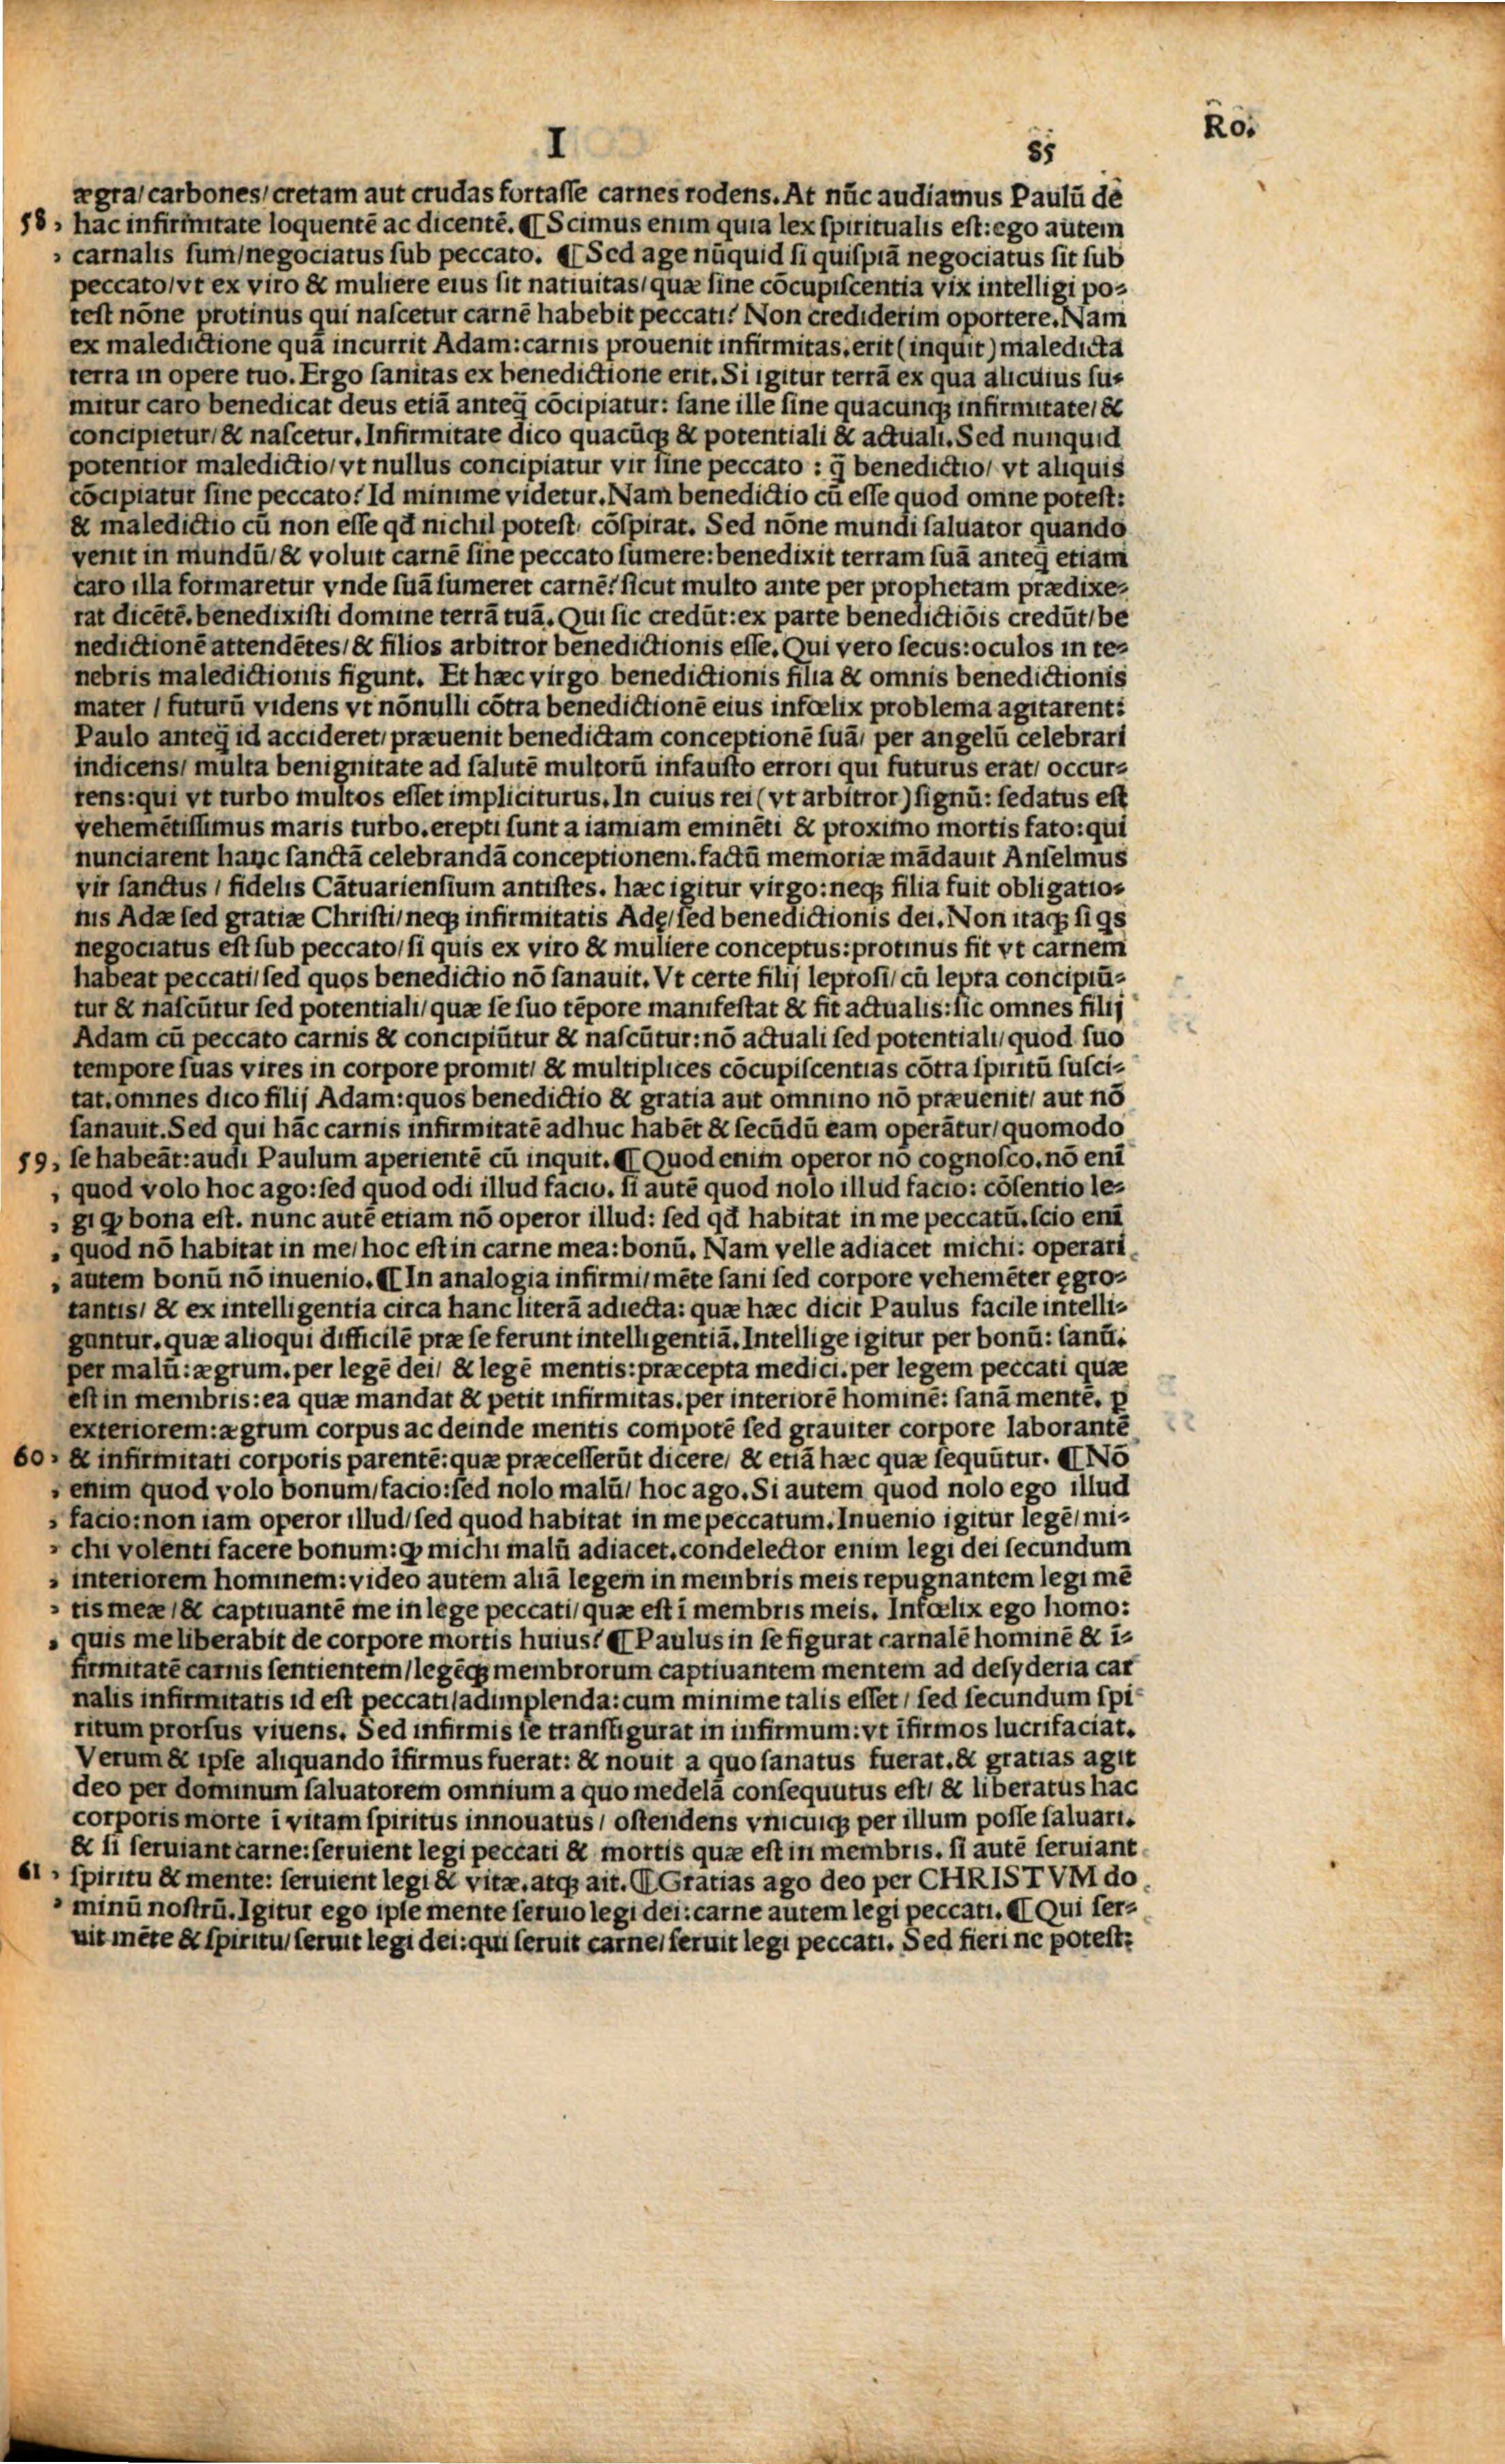 Ro.
I 85
ægra/ carbones/ cretam aut crudas fortaſſe carnes rodens. At nūc audiamus Paulū de
58 , hac infirmitate loquentē ac dicentē. ¶ Scimus enim quia lex ſpiritualis eſt: ego autem
, carnalis ſum/ negociatus ſub peccato. ¶ Sed age nūquid ſi quiſpiā negociatus ſit ſub
peccato/ vt ex viro & muliere eius ſit natiuitas/ quæ ſine cōcupiſcentia vix intelligi po⸗
teſt nōne protinus qui naſcetur carnē habebit peccati? Non crediderim oportere. Nam
ex maledictione quā incurrit Adam: carnis prouenit infirmitas. erit (inquit) maledicta
terra in opere tuo. Ergo ſanitas ex benedictione erit. Si igitur terrā ex qua alicuius ſu⸗
mitur caro benedicat deus etiā anteq̄ cōcipiatur: ſane ille ſine quacunqꝫ infirmitate/ &
concipietur/ & naſcetur. Infirmitate dico quacūqꝫ & potentiali & actuali. Sed nunquid
potentior maledictio/ vt nullus concipiatur vir ſine peccato : q̄ benedictio/ vt aliquis
cōcipiatur ſine peccato? Id minime videtur. Nam benedictio cū eſſe quod omne poteſt:
& maledictio cū non eſſe qđ nichil poteſt/ cōſpirat. Sed nōne mundi ſaluator quando
venit in mundū/ & voluit carnē ſine peccato ſumere: benedixit terram ſuā anteq̄ etiam
caro illa formaretur vnde ſuā ſumeret carnē? ſicut multo ante per prophetam prædixe⸗
rat dicētē. benedixiſti domine terrā tuā. Qui ſic credūt: ex parte benedictiōis credūt/ be
nedictionē attendētes/ & filios arbitror benedictionis eſſe. Qui vero ſecus: oculos in te⸗
nebris maledictionis figunt. Et hæc virgo benedictionis filia & omnis benedictionis
mater / futurū videns vt nōnulli cōtra benedictionē eius infœlix problema agitarent:
Paulo anteq̄ id accideret/ præuenit benedictam conceptionē ſuā/ per angelū celebrari
indicens/ multa benignitate ad ſalutē multorū infauſto errori qui futurus erat/ occur⸗
rens: qui vt turbo multos eſſet impliciturus. In cuius rei (vt arbitror) ſignū: ſedatus eſt
vehemētiſſimus maris turbo. erepti ſunt a iamiam eminēti & proximo mortis fato: qui
nunciarent hanc ſanctā celebrandā conceptionem. factū memoriæ mādauit Anſelmus
vir ſanctus / fidelis Cātuarienſium antiſtes. hæc igitur virgo: neqꝫ filia fuit obligatio⸗
nis Adæ ſed gratiæ Chriſti/ neqꝫ infirmitatis Adę/ ſed benedictionis dei. Non itaqꝫ ſi qs
negociatus eſt ſub peccato/ ſi quis ex viro & muliere conceptus: protinus fit vt carnem
habeat peccati/ ſed quos benedictio nō ſanauit. Vt certe filij leproſi/ cū lepra concipiū⸗
tur & naſcūtur ſed potentiali/ quæ ſe ſuo tēpore manifeſtat & fit actualis: ſic omnes filij
Adam cū peccato carnis & concipiūtur & naſcūtur: nō actuali ſed potentiali/ quod ſuo
tempore ſuas vires in corpore promit/ & multiplices cōcupiſcentias cōtra ſpiritū ſuſci⸗
tat. omnes dico filij Adam: quos benedictio & gratia aut omnino nō præuenit/ aut nō
ſanauit. Sed qui hāc carnis infirmitatē adhuc habēt & ſecūdū eam operātur/ quomodo
59, ſe habeāt: audi Paulum aperientē cū inquit. ¶ Quod enim operor nō cognoſco. nō enī
, quod volo hoc ago: ſed quod odi illud facio. ſi autē quod nolo illud facio: cōſentio le⸗
, gi ꝙ bona eſt. nunc autē etiam nō operor illud: ſed qđ habitat in me peccatū. ſcio enī
, quod nō habitat in me/ hoc eſt in carne mea: bonū. Nam velle adiacet michi: operari
, autem bonū nō inuenio. ¶ In analogia infirmi/ mēte ſani ſed corpore vehemēter ęgro⸗
tantis/ & ex intelligentia circa hanc literā adiecta: quæ hæc dicit Paulus facile intelli⸗
guntur. quæ alioqui difficilē præ ſe ferunt intelligentiā. Intellige igitur per bonū: ſanū.
per malū: ægrum. per legē dei/ & legē mentis: præcepta medici. per legem peccati quæ
eſt in membris: ea quæ mandat & petit infirmitas. per interiorē hominē: ſanā mentē. ꝑ
exteriorem: ægrum corpus ac deinde mentis compotē ſed grauiter corpore laborantē
60 , & infirmitati corporis parentē: quæ præceſſerūt dicere/ & etiā hæc quæ ſequūtur. ¶ Nō
, enim quod volo bonum/ facio: ſed nolo malū/ hoc ago. Si autem quod nolo ego illud
, facio: non iam operor illud/ ſed quod habitat in me peccatum. Inuenio igitur legē/ mi⸗
, chi volenti facere bonum: ꝙ michi malū adiacet. condelector enim legi dei ſecundum
, interiorem hominem: video autem aliā legem in membris meis repugnantem legi mē
, tis meæ / & captiuantē me in lege peccati/ quæ eſt ī membris meis. Infœlix ego homo:
, quis me liberabit de corpore mortis huius? ¶ Paulus in ſe figurat carnalē hominē & ī⸗
firmitatē carnis ſentientem/ legēqꝫ membrorum captiuantem mentem ad deſyderia car
nalis infirmitatis id eſt peccati/ adimplenda: cum minime talis eſſet / ſed ſecundum ſpi⸗
ritum prorſus viuens. Sed infirmis ſe tranſfigurat in infirmum: vt īfirmos lucrifaciat.
Verum & ipſe aliquando īfirmus fuerat: & nouit a quo ſanatus fuerat. & gratias agit
deo per dominum ſaluatorem omnium a quo medelā conſequutus eſt/ & liberatus hac
corporis morte ī vitam ſpiritus innouatus / oſtendens vnicuiqꝫ per illum poſſe ſaluari.
& ſi ſeruiant carne: ſeruient legi peccati & mortis quæ eſt in membris. ſi autē ſeruiant
61 , ſpiritu & mente: ſeruient legi & vitæ. atqꝫ ait. ¶ Gratias ago deo per CHRISTVM do
, minū noſtrū. Igitur ego ipſe mente ſeruio legi dei: carne autem legi peccati. ¶ Qui ſer⸗
uit mēte & ſpiritu/ ſeruit legi dei: qui ſeruit carne/ ſeruit legi peccati. Sed fieri ne poteſt: